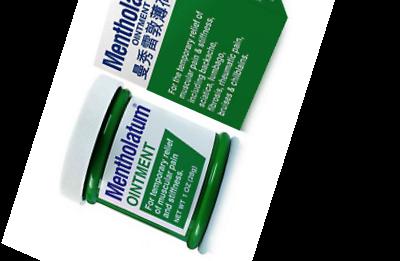 Mentholatum
OINTMENT
曼秀雷敦薄荷
For the temporary relief of
muscular pain & stiffness,
including backache,
sciatica, lumbago,
fibrosis, rheumatic pain,
bruises & chilblains.
Mentholatum®
OINTMENT
For temporary relief
of muscular pain
and stiffness.
NET WT 1 OZ (28g)